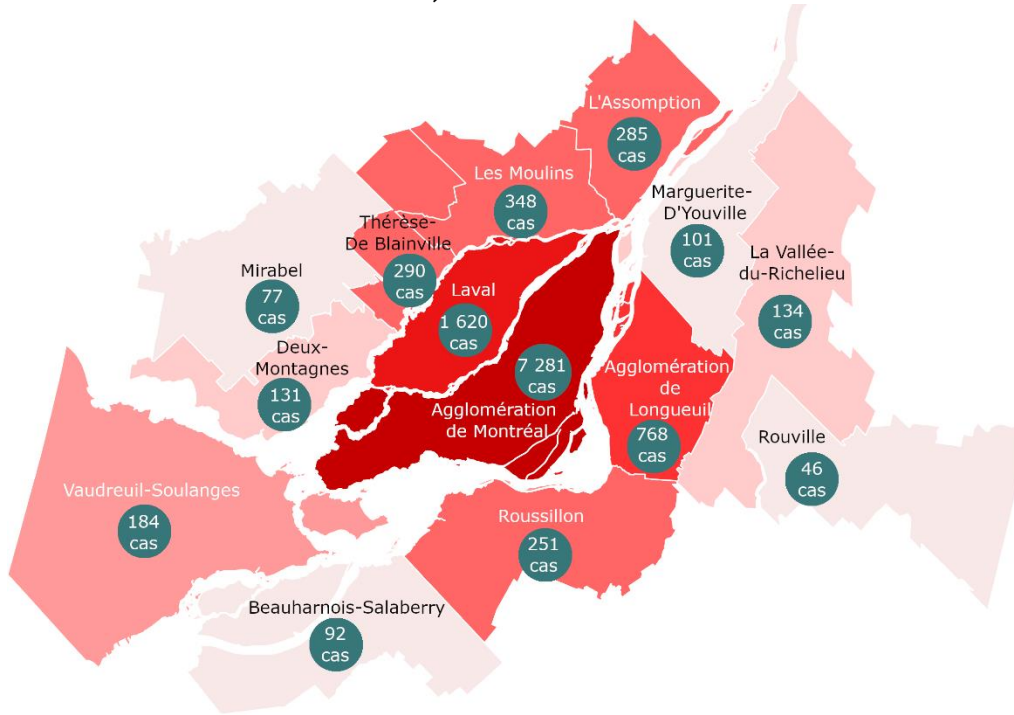 L'Assomption
285
cas
Les Moulins
348
cas
Marguerite-
D'Youville
101
cas
Thérèse-
De Blainville
290
cas
La Vallée-
du-Richelieu
134
cas
Mirabel
77
cas
Laval
1 620
cas
Deux-
Montagnes
131
cas
7 281
cas
Agglomération
de Montréal
Agglomération
de
Longueuil
768
cas
Rouville
46
cas
Vaudreuil-Soulanges
184
cas
Roussillon
251
cas
Beauharnois-Salaberry
92
cas